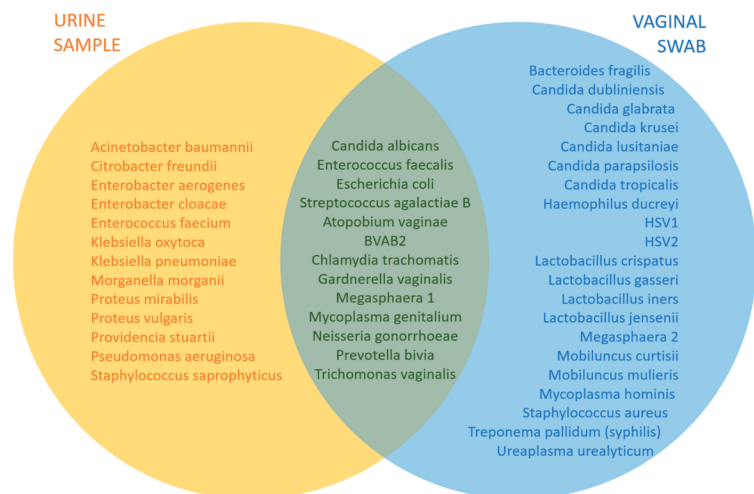 URINE
SAMPLE
Acinetobacter baumannii
Citrobacter freundii
Enterobacter aerogenes
Enterobacter cloacae
Enterococcus faecium
Klebsiella oxytoca
Klebsiella pneumoniae
Morganella morganii
Proteus mirabilis
Proteus vulgaris
Providencia stuartii
Pseudomonas aeruginosa
Staphylococcus saprophyticus
Candida albicans
Enterococcus faecalis
Escherichia coli
Streptococcus agalactiae B
Atopobium vaginae
BVAB2
Chlamydia trachomatis
Gardnerella vaginalis
Megasphaera 1
Mycoplasma genitalium
Neisseria gonorrhoeae
Prevotella bivia
Trichomonas vaginalis
VAGINAL
SWAB
Bacteroides fragilis
Candida dubliniensis
Candida glabrata
Candida krusei
Candida lusitaniae
Candida parapsilosis
Candida tropicalis
Haemophilus ducreyi
HSV1
HSV2
Lactobacillus crispatus
Lactobacillus gasseri
Lactobacillus iners
Lactobacillus jensenii
Megasphaera 2
Mobiluncus curtisii
Mobiluncus mulieris
Mycoplasma hominis
Staphylococcus aureus
Treponema pallidum (syphilis)
Ureaplasma urealyticum